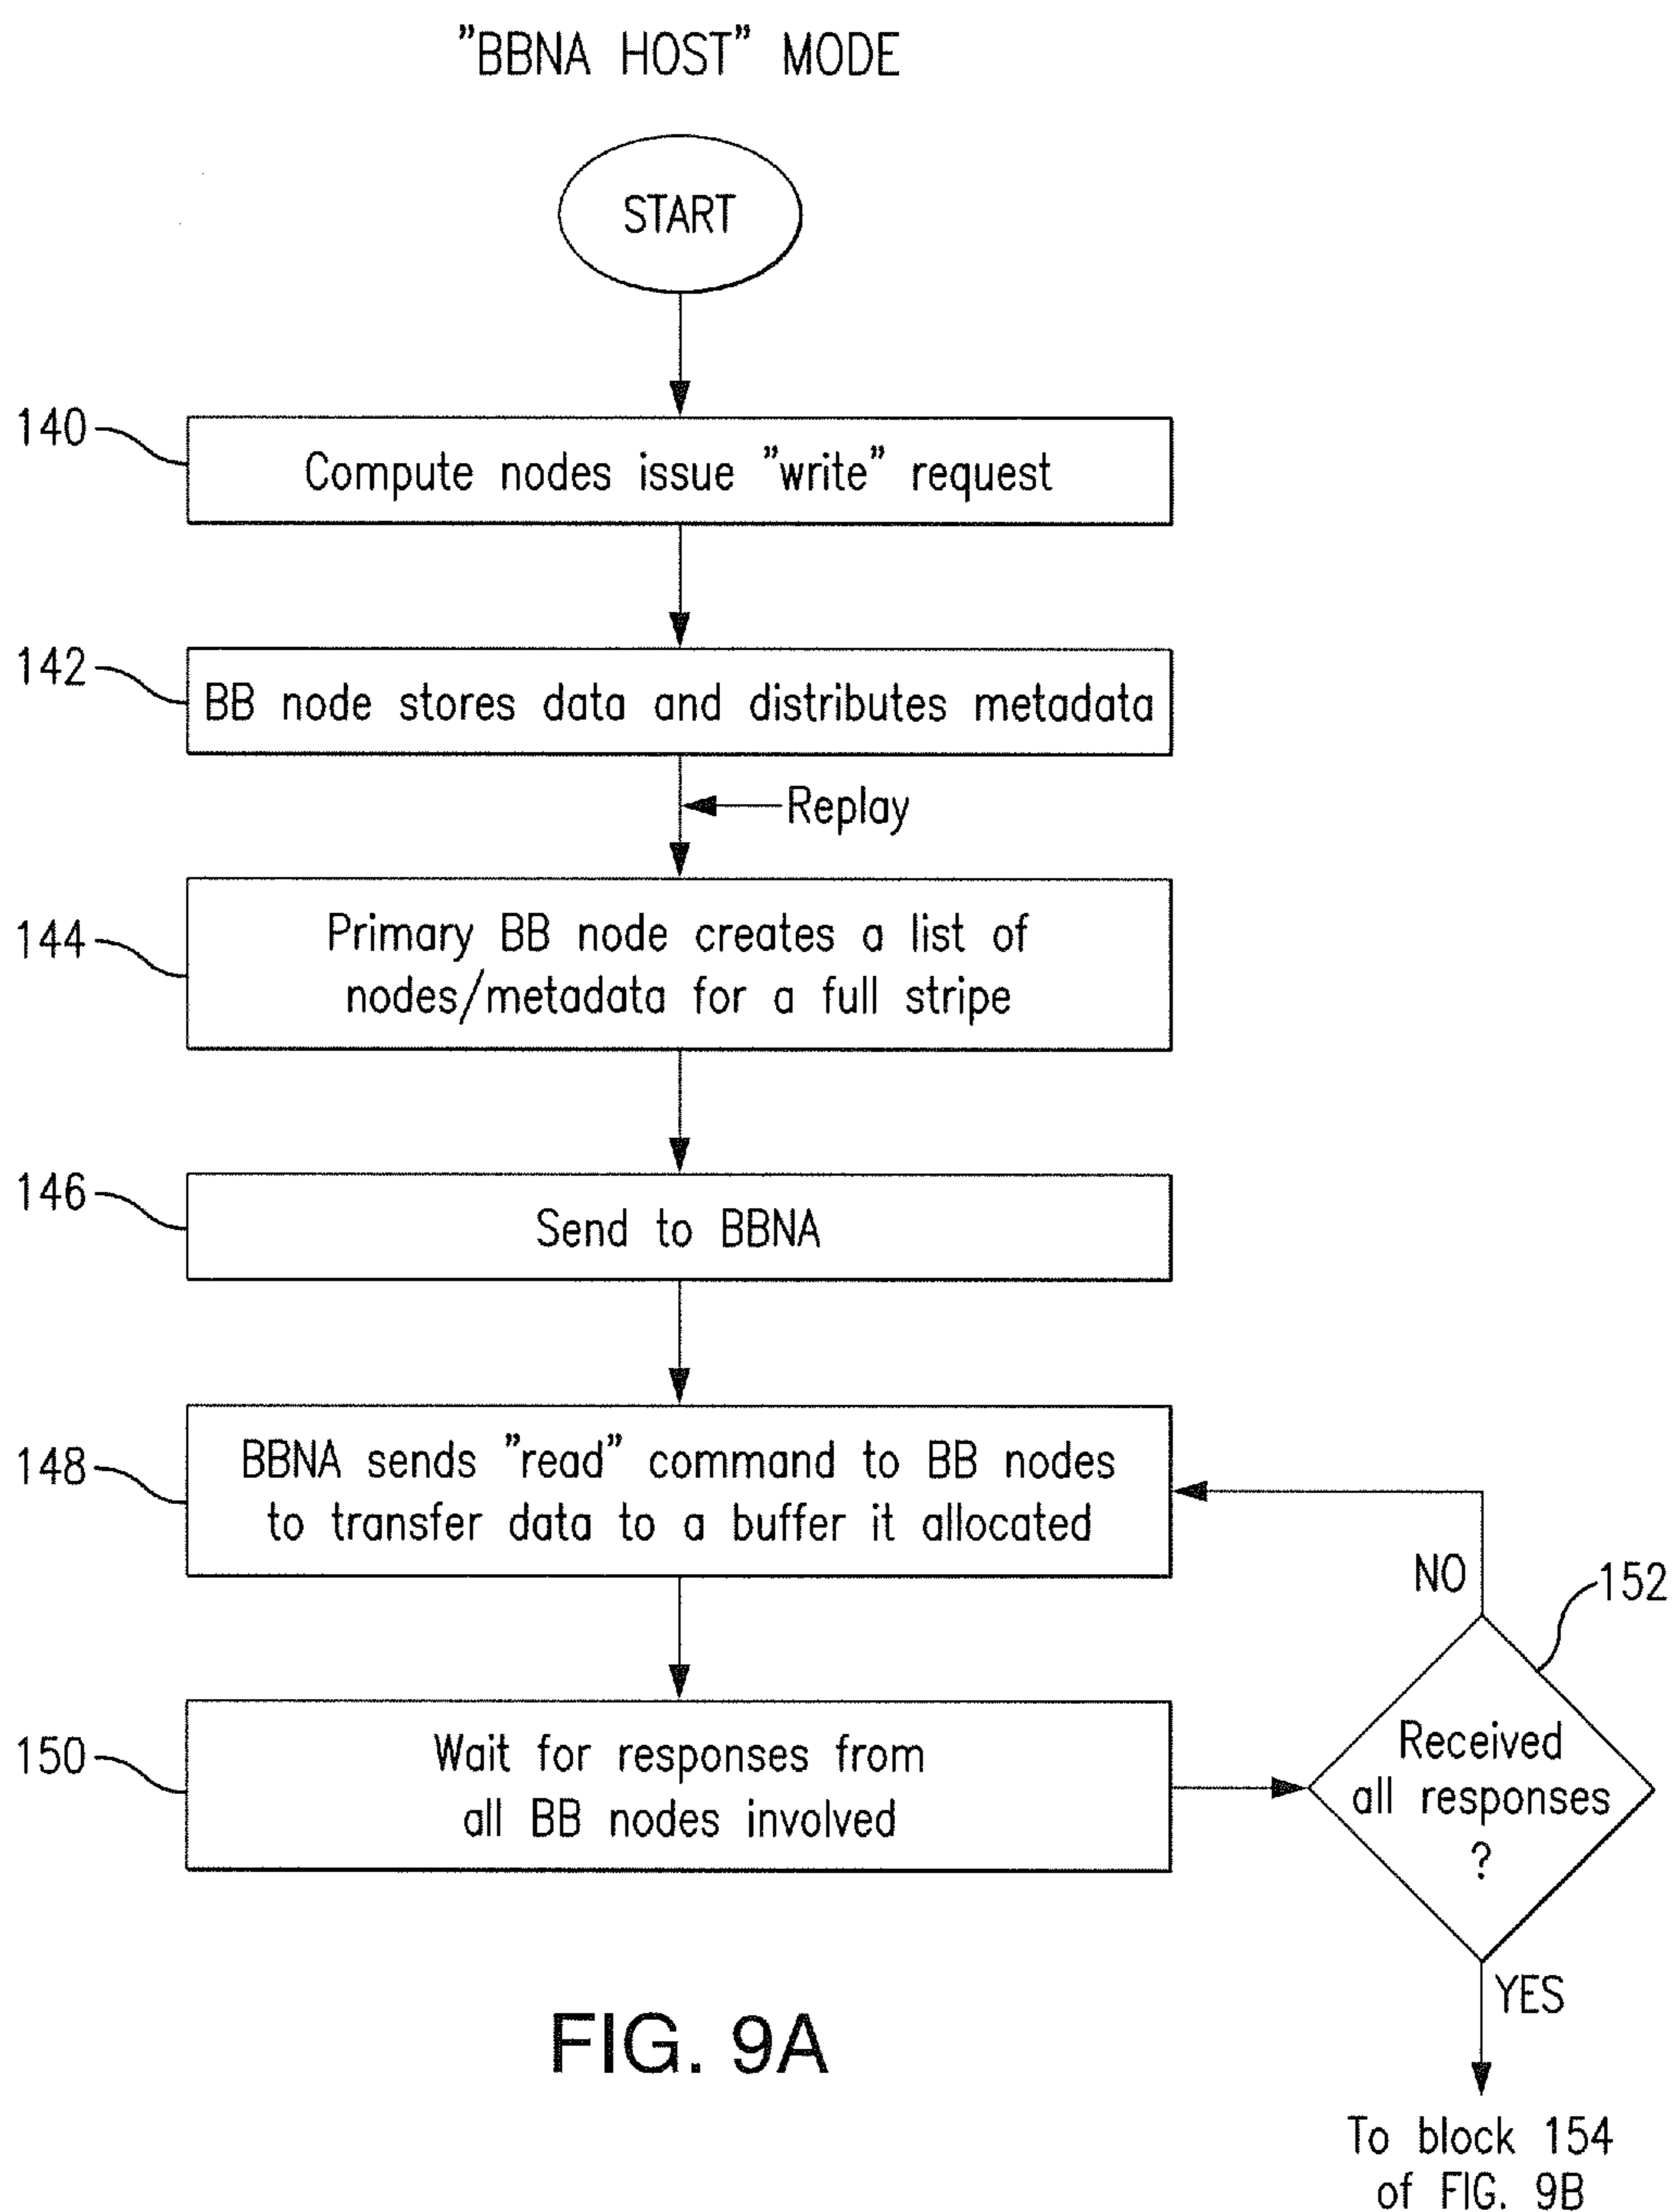 "BBNA HOST" MODE
START
140
Compute nodes issue "write" request
142
BB node stores data and distributes metadata
Replay
144
Primary BB node creates a list of
nodes/metadata for a full stripe
146
Send to BBNA
148
BBNA sends "read" command to BB nodes
to transfer data to a buffer it allocated
NO
152
150
Wait for responses from
all BB nodes involved
Received
all responses
?
YES
FIG. 9A
To block 154
of FIG. 9B